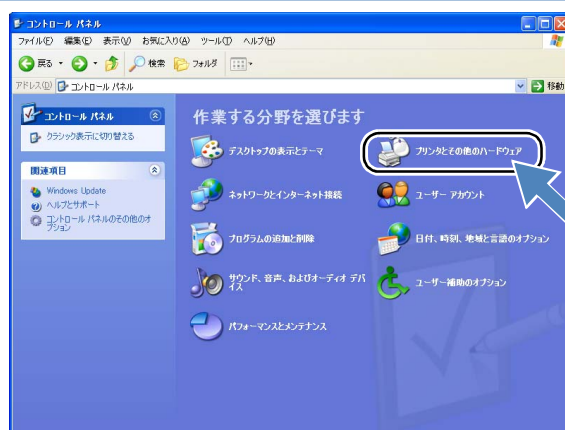 コントロール パネル
ファイル(F) 編集(E) 表示(V) お気に入り(A) ツール(T) ヘルプ(H)
戻る 検索 フォルダ
アドレス(D) コントロール パネル 移動
コントロール パネル
クラシック表示に切り替える
関連項目
Windows Update
ヘルプとサポート
コントロール パネルのその他のオ
プション
作業する分野を選びます
デスクトップの表示とテーマ
プリンタとその他のハードウェア
ネットワークとインターネット接続
ユーザー アカウント
プログラムの追加と削除
日付、時刻、地域と言語のオプション
サウンド、音声、およびオーディオ デバ
イス
ユーザー補助のオプション
パフォーマンスとメンテナンス